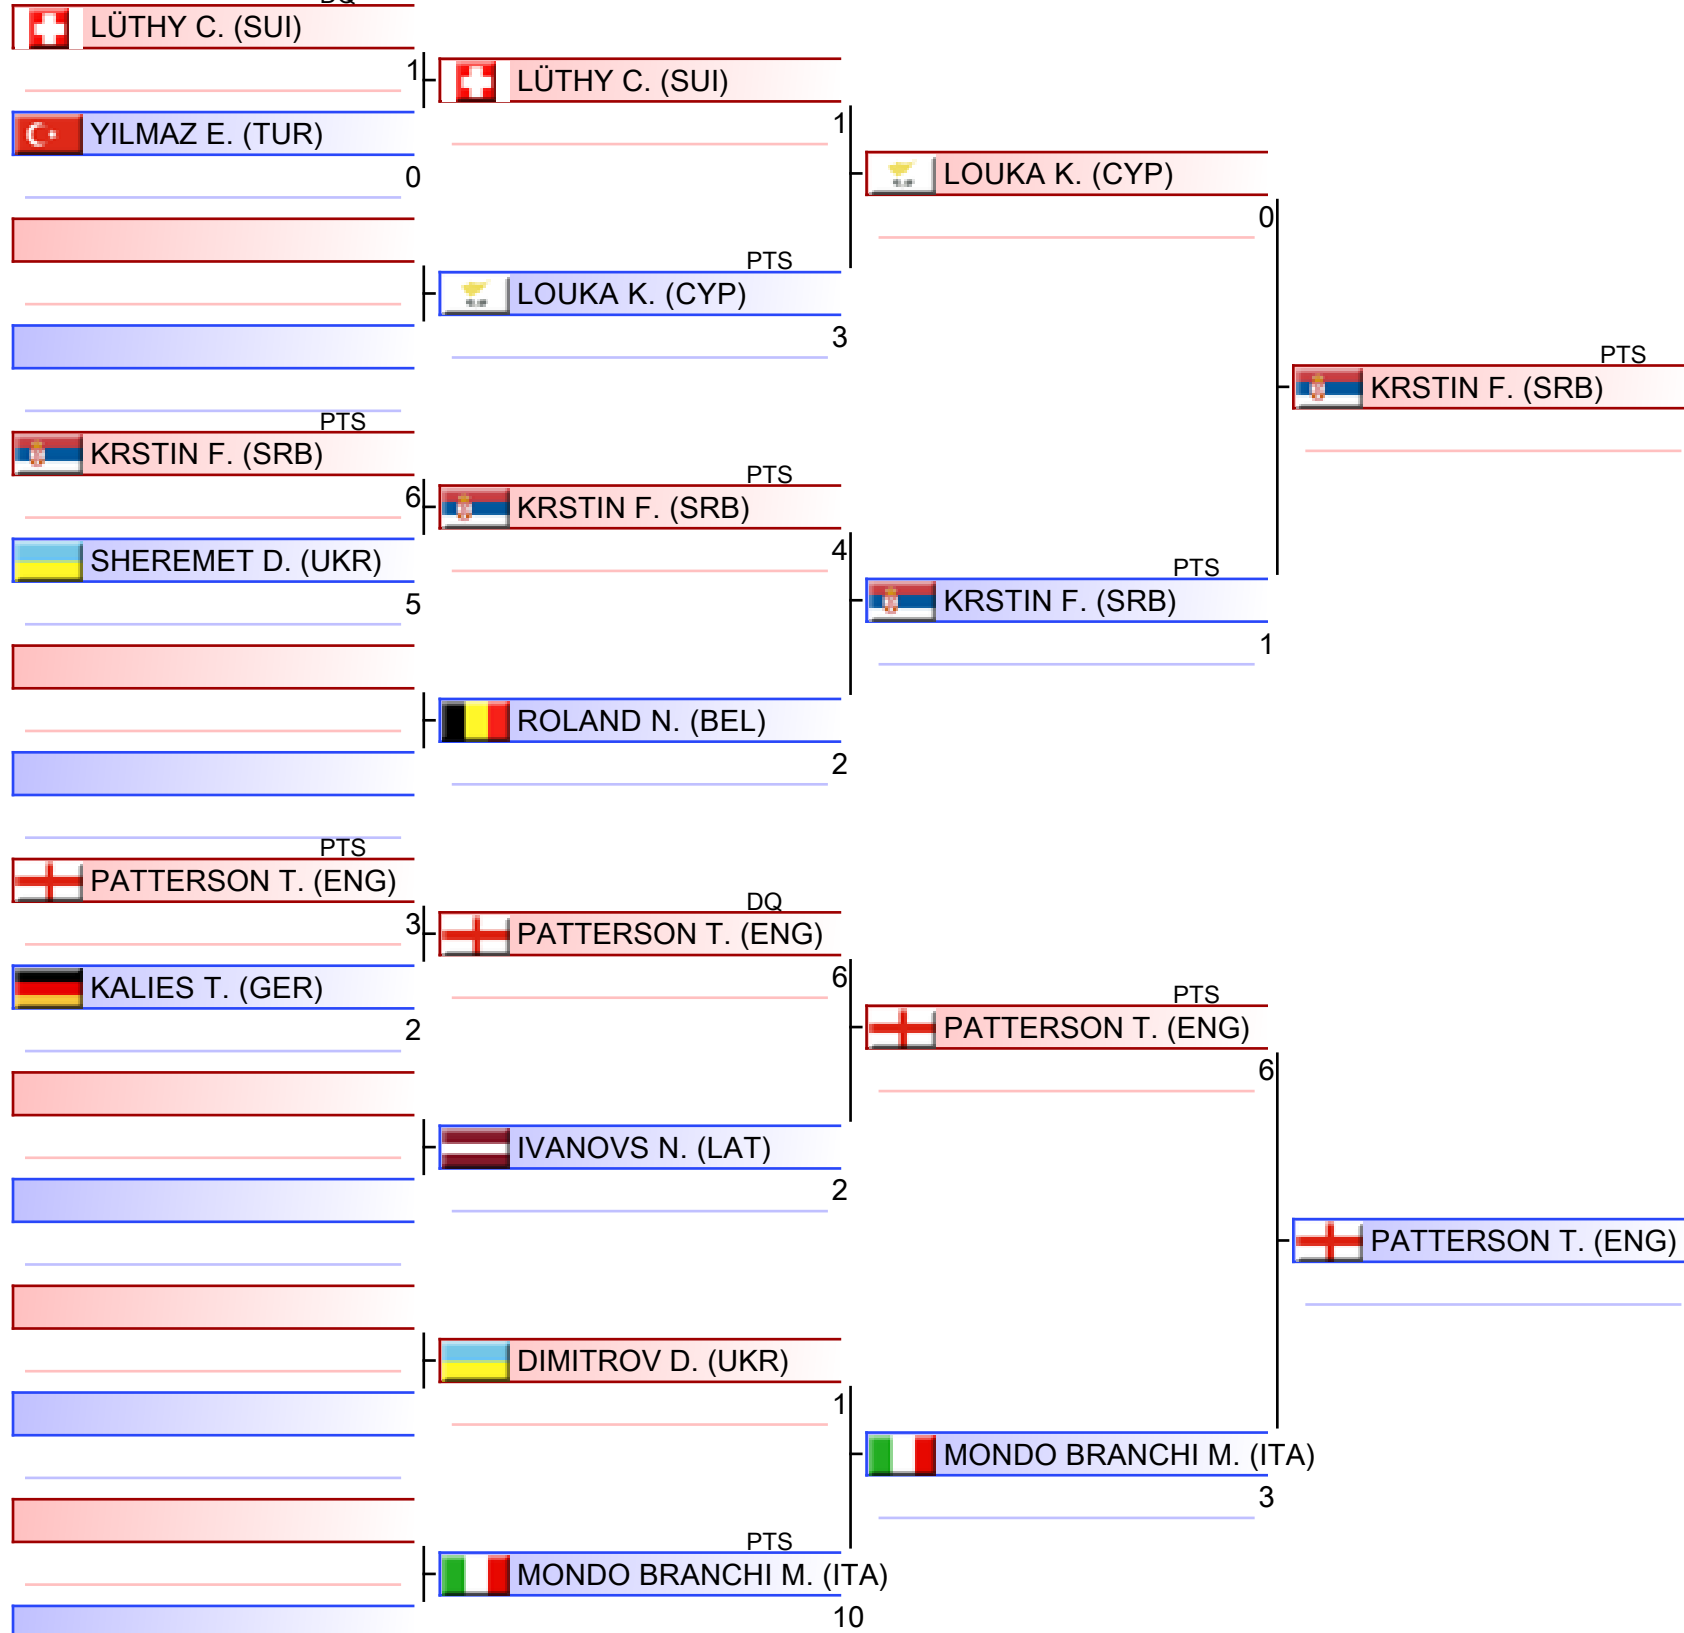 DQ
LÜTHY C. (SUI)
1
YILMAZ E. (TUR)
0
PTS
KRSTIN F. (SRB)
6
SHEREMET D. (UKR)
5
PTS
PATTERSON T. (ENG)
3
KALIES T. (GER)
2
LÜTHY C. (SUI)
1
PTS
LOUKA K. (CYP)
3
PTS
KRSTIN F. (SRB)
4
ROLAND N. (BEL)
2
DQ
PATTERSON T. (ENG)
6
IVANOVS N. (LAT)
2
DIMITROV D. (UKR)
1
PTS
MONDO BRANCHI M. (ITA)
10
LOUKA K. (CYP)
0
PTS
KRSTIN F. (SRB)
1
PTS
PATTERSON T. (ENG)
6
MONDO BRANCHI M. (ITA)
3
PTS
KRSTIN F. (SRB)
PATTERSON T. (ENG)